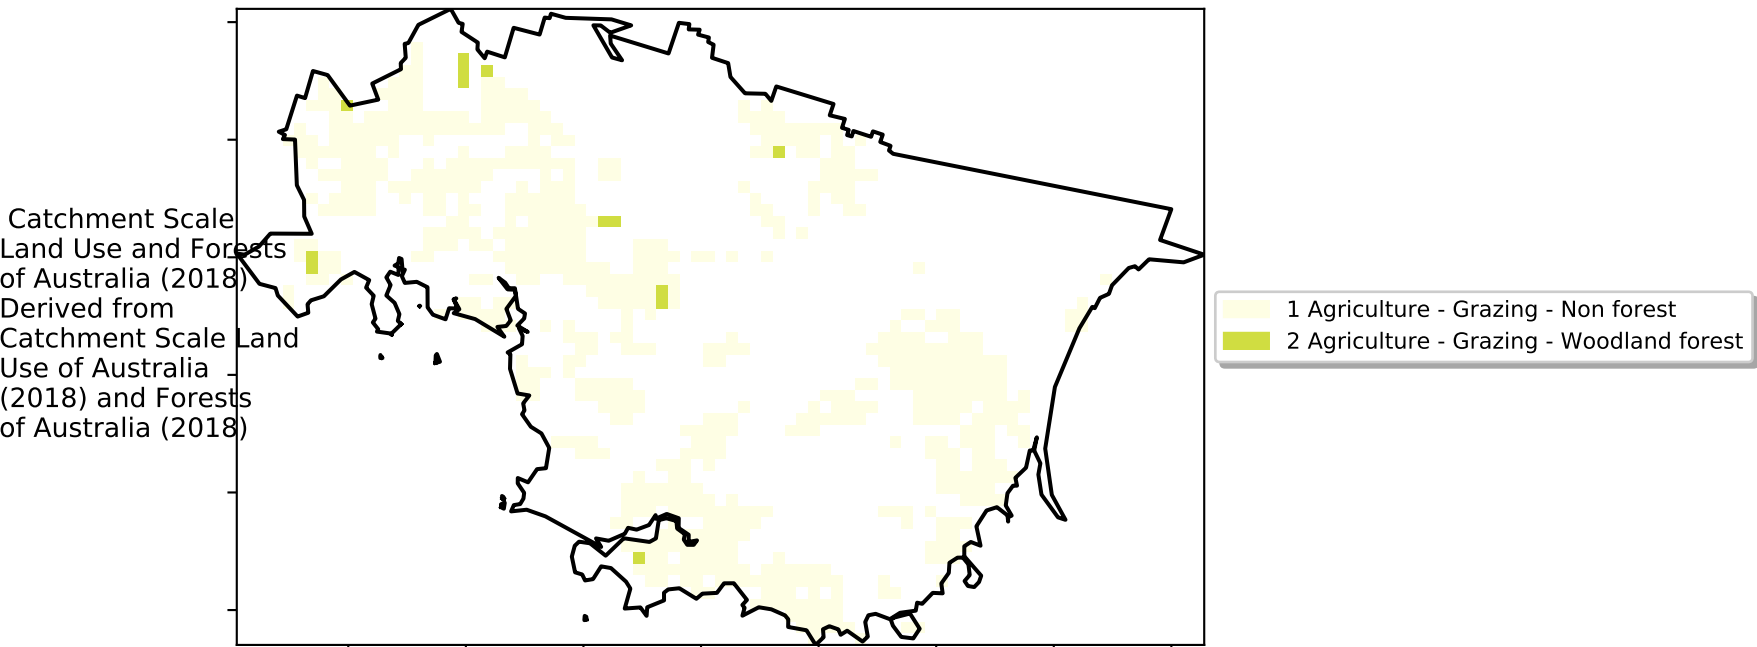 Catchment Scale
Land Use and Forests
of Australia (2018)
Derived from
Catchment Scale Land
Use of Australia
(2018) and Forests
of Australia (2018)
1 Agriculture - Grazing - Non forest
2 Agriculture - Grazing - Woodland forest